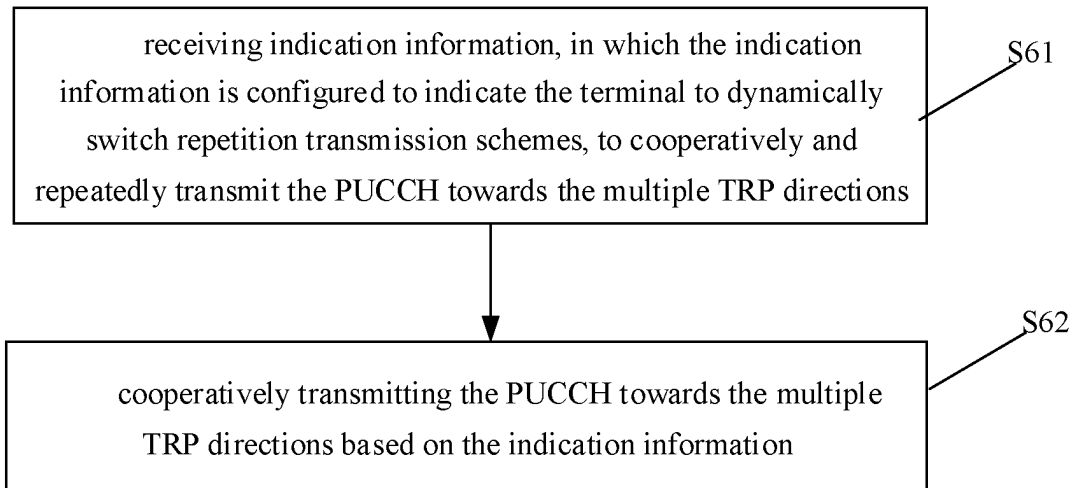 receiving indication information, in which the indication
S61
information is configured to indicate the terminal to dynamically
switch repetition transmission schemes, to cooperatively and
repeatedly transmit the PUCCH towards the multiple TRP directions
S62
cooperatively transmitting the PUCCH towards the multiple
TRP directions based on the indication information